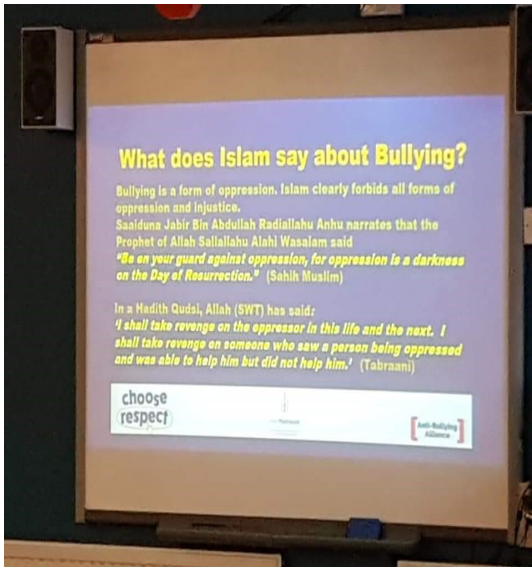 What does Islam say about Bullying?
Bullying is a form of oppression. Islam clearly forbids all forms of
oppression and injustice.
Saaiduna Jabir Bin Abdullah Radiallahu Anhu narrates that the
Prophet of Allah Sallallahu Alahi Wasalam said
"Be on your guard against oppression, for oppression is a darkness
on the Day of Resurrection." (Sahih Muslim)
In a Hadith Qudsi, Allah (SWT) has said:
'I shall take revenge on the oppressor in this life and the next. I
shall take revenge on someone who saw a person being oppressed
and was able to help him but did not help him.' (Tabraani)
choose
respect
Anti-Bullying
Alliance